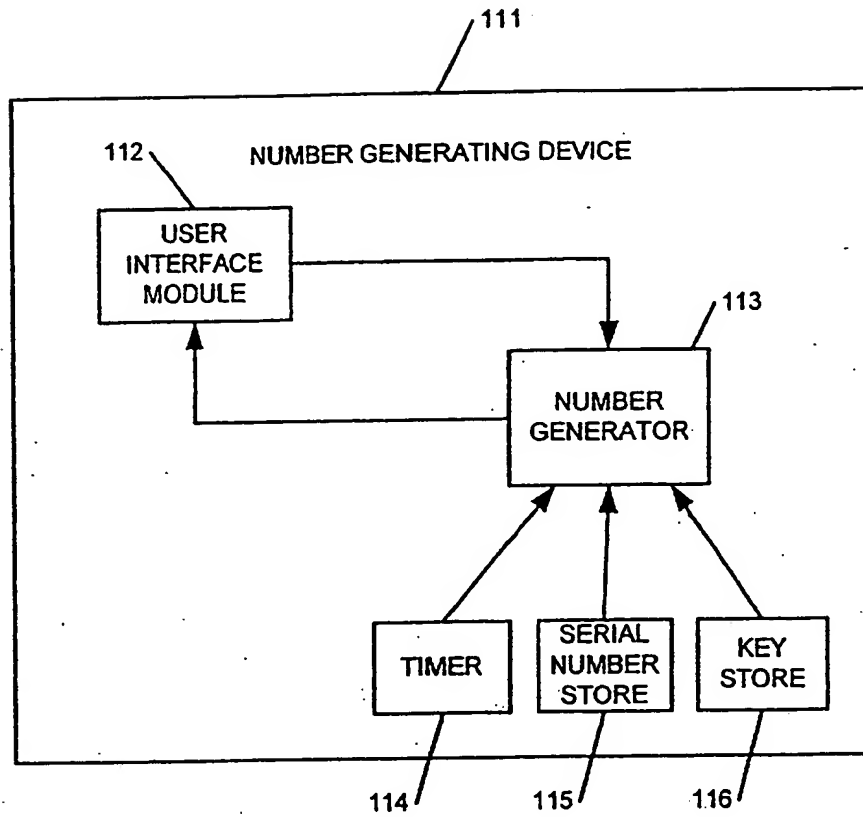 111
NUMBER GENERATING DEVICE
112
USER
INTERFACE
MODULE
113
NUMBER
GENERATOR
TIMER
SERIAL
NUMBER
STORE
KEY
STORE
114
115
116